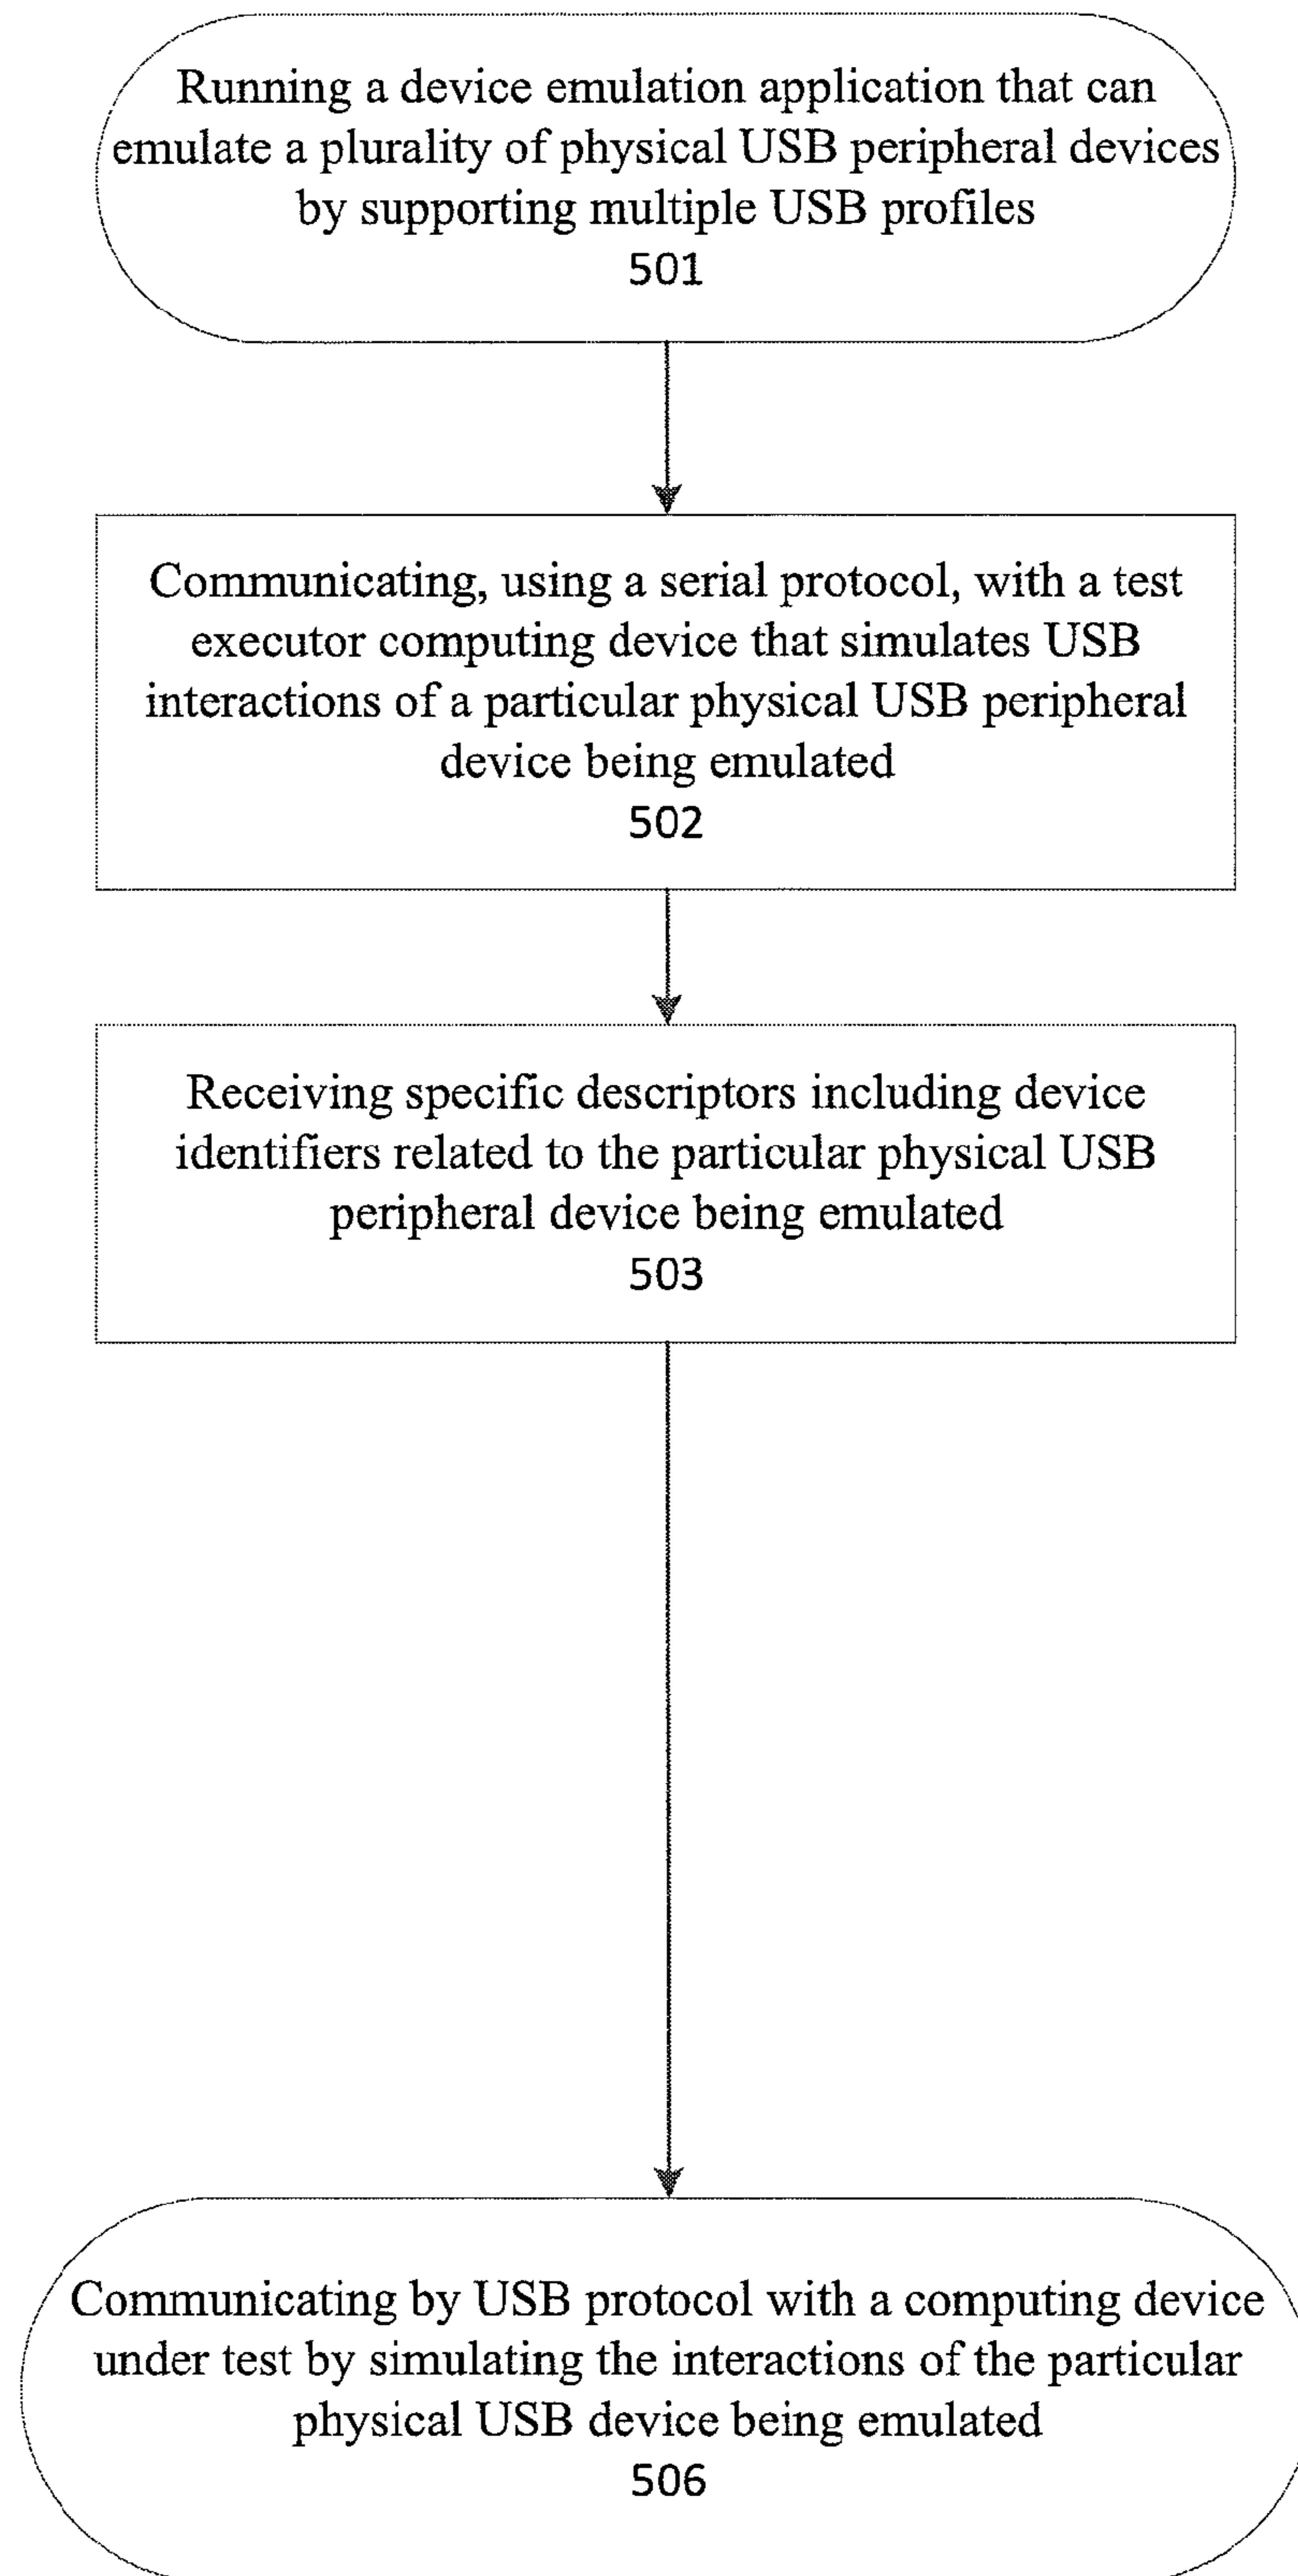 Running a device emulation application that can
emulate a plurality of physical USB peripheral devices
by supporting multiple USB profiles
501
Communicating, using a serial protocol, with a test
executor computing device that simulates USB
interactions of a particular physical USB peripheral
device being emulated
502
Receiving specific descriptors including device
identifiers related to the particular physical USB
peripheral device being emulated
503
Communicating by USB protocol with a computing device
under test by simulating the interactions of the particular
physical USB device being emulated
506